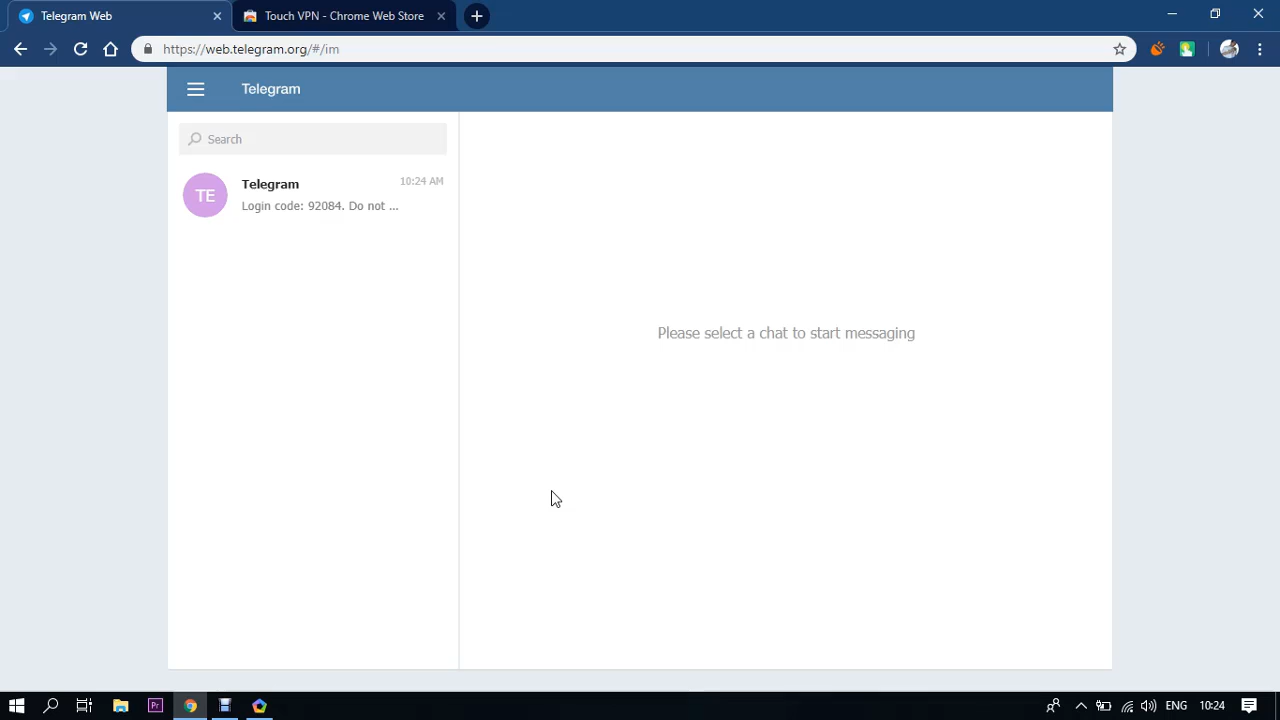 Telegram Web
Touch VPN - Chrome Web Store
https://web.telegram.org/#/im
Telegram
Search
TE
Telegram
10:24 AM
Login code: 92084. Do not ...
Please select a chat to start messaging
Pr
ENG
10:24